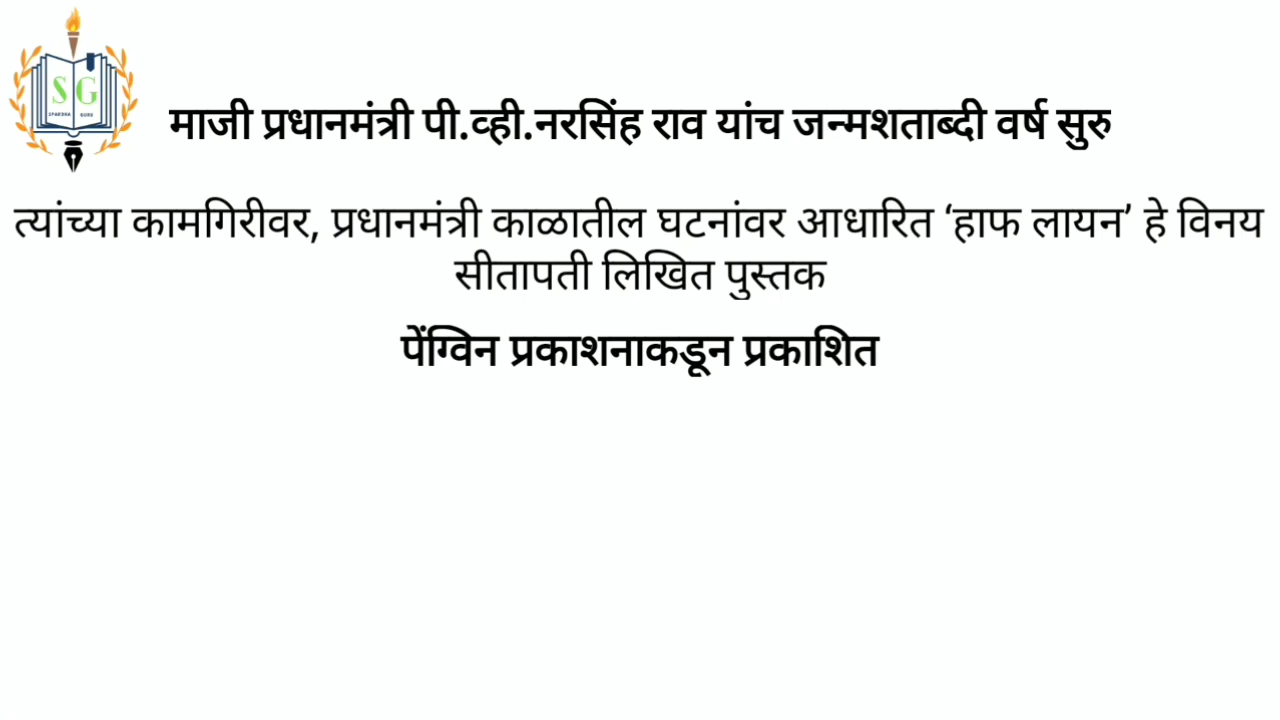 S G
माजी प्रधानमंत्री पी.व्ही.नरसिंह राव यांच जन्मशताब्दी वर्ष सुरु
त्यांच्या कामगिरीवर, प्रधानमंत्री काळातील घटनांवर आधारित ‘हाफ लायन’ हे विनय
सीतापती लिखित पुस्तक
पेंग्विन प्रकाशनाकडून प्रकाशित